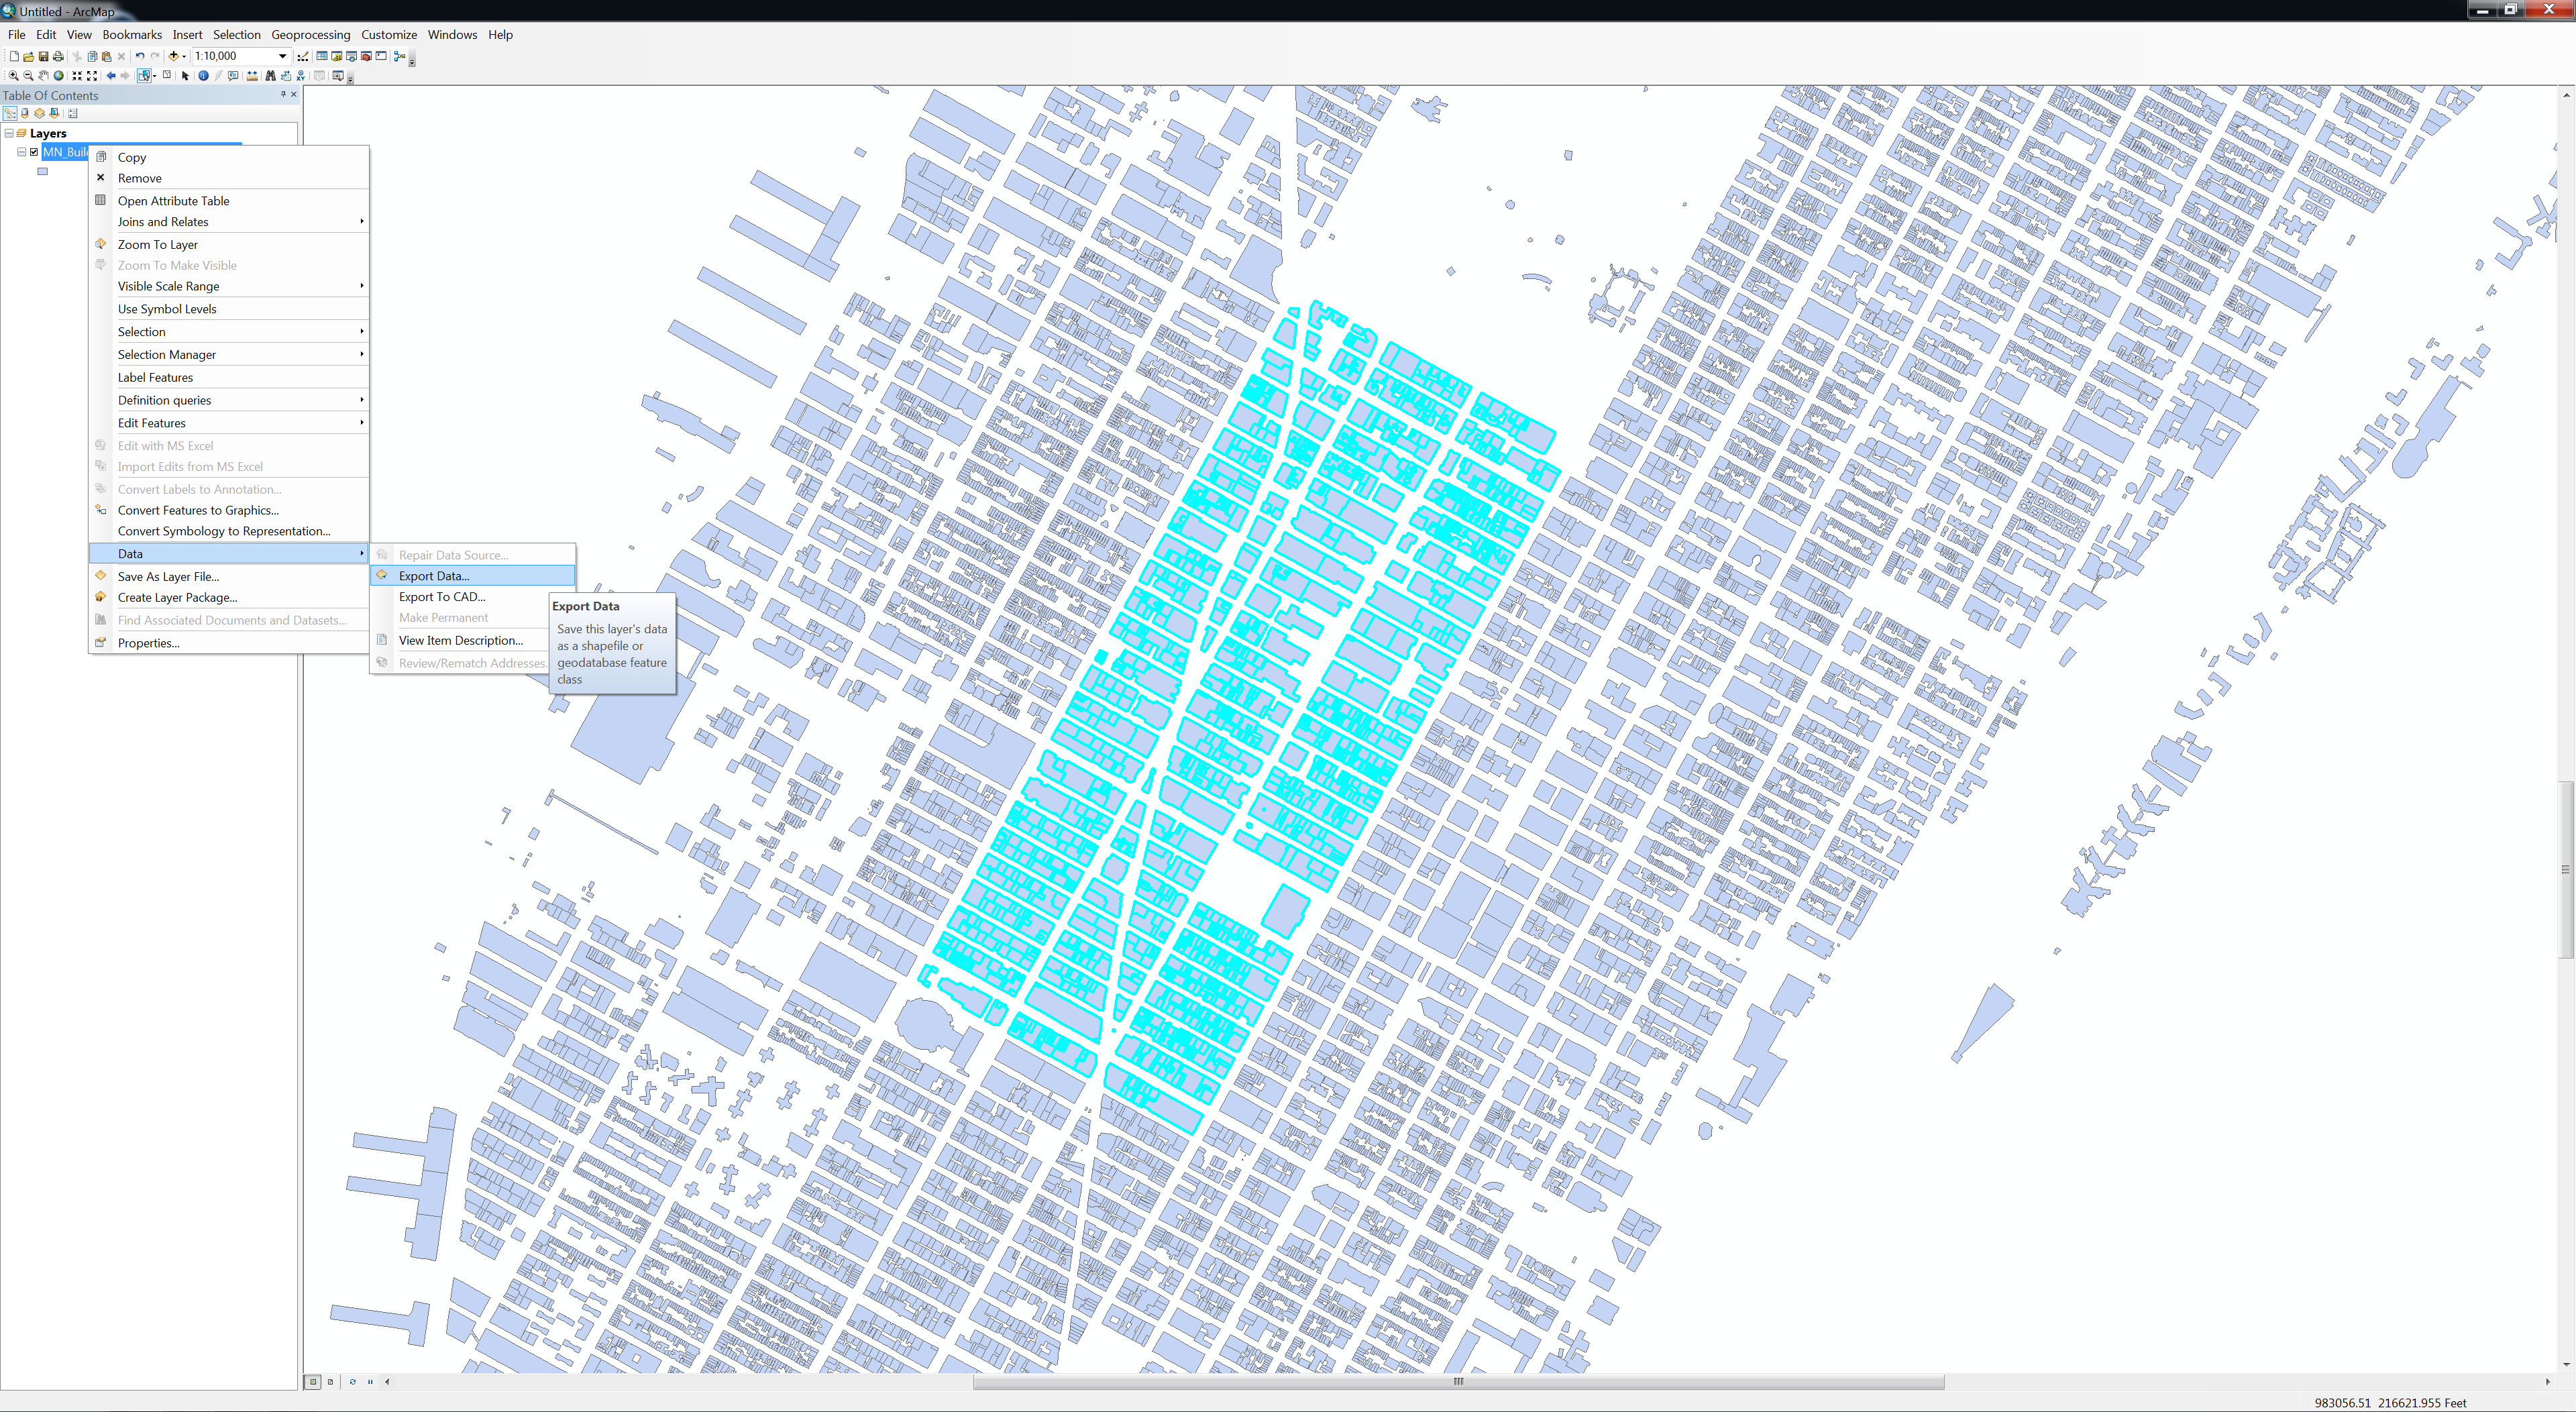 Untitled - ArcMap
File Edit View Bookmarks Insert Selection Geoprocessing Customize Windows Help
1:10,000
Table Of Contents
Layers
MN_Buil
Copy
Remove
Open Attribute Table
Joins and Relates
Zoom To Layer
Zoom To Make Visible
Visible Scale Range
Use Symbol Levels
Selection
Selection Manager
Label Features
Definition queries
Edit Features
Edit with MS Excel
Import Edits from MS Excel
Convert Labels to Annotation...
Convert Features to Graphics...
Convert Symbology to Representation...
Data
Save As Layer File...
Create Layer Package...
Find Associated Documents and Datasets...
Properties...
Repair Data Source...
Export Data...
Export To CAD...
Make Permanent
View Item Description...
Review/Rematch Addresses.
Export Data
Save this layer's data
as a shapefile or
geodatabase feature
class
983056.51 216621.955 Feet